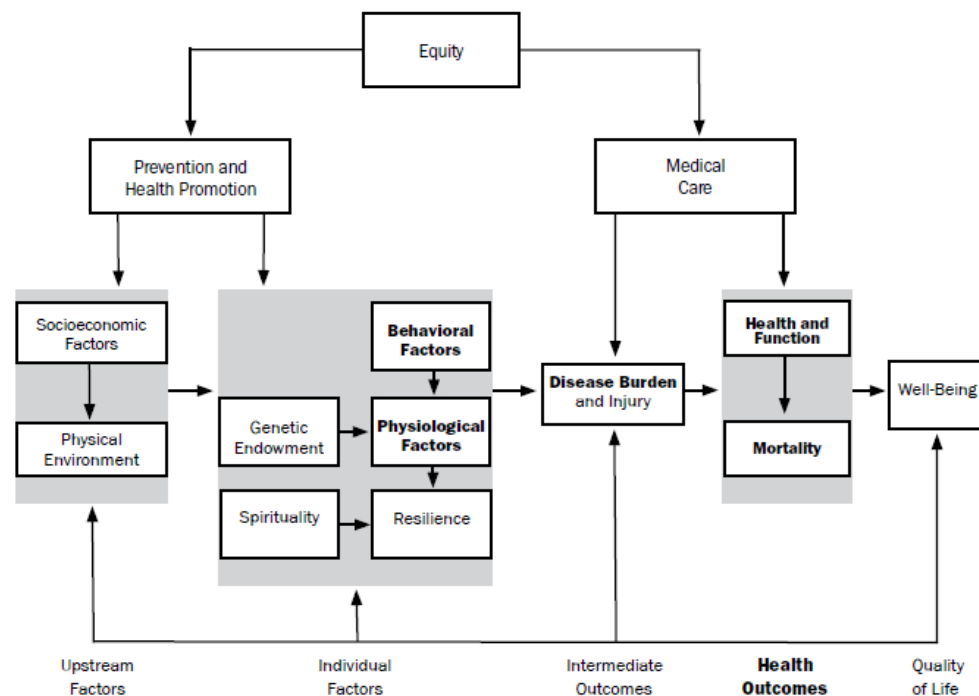 Equity
Prevention and
Health Promotion
Medical
Care
Socioeconomic
Factors
Physical
Environment
Behavioral
Factors
Genetic
Endowment
Physiological
Factors
Spirituality
Resilience
Disease Burden
and Injury
Health and
Function
Mortality
Well-Being
Upstream
Factors
Individual
Factors
Intermediate
Outcomes
Health
Outcomes
Quality
of Life